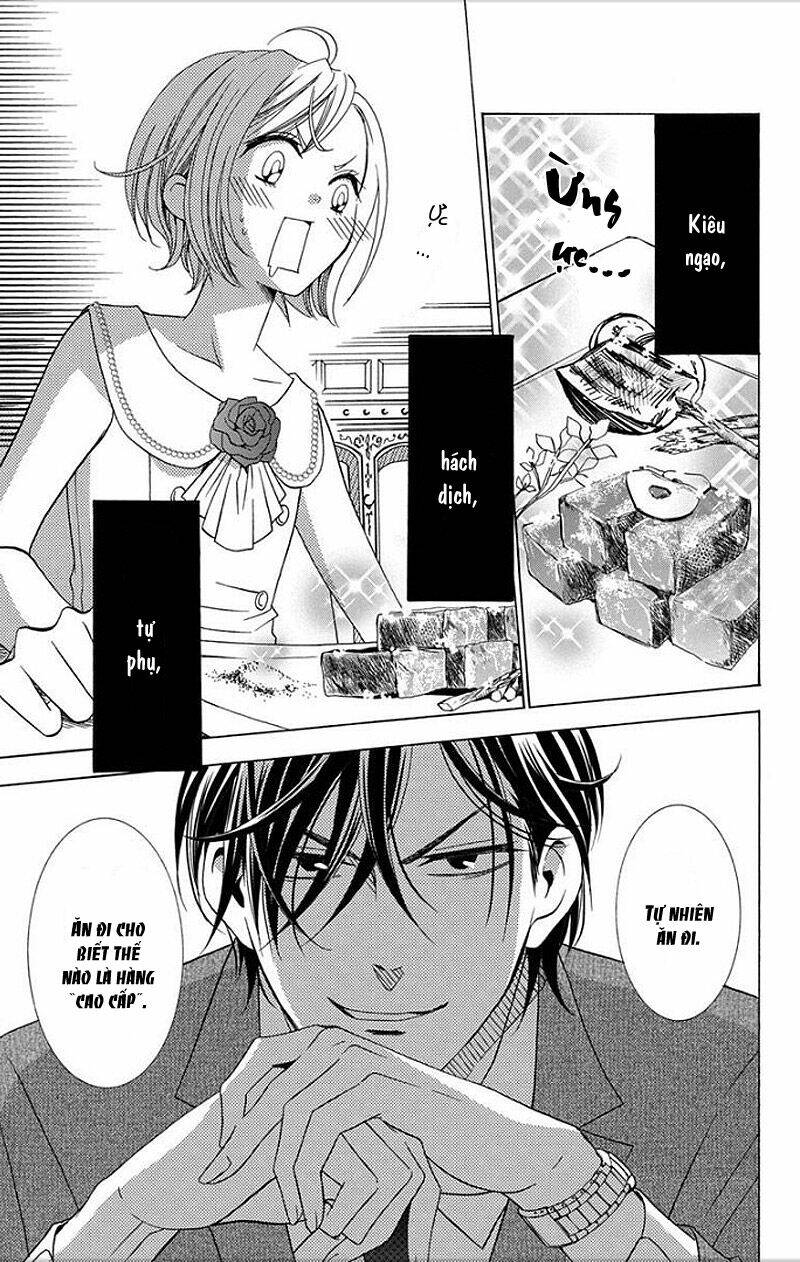 Kiêu
ngạo,
Ừng
ực...
hách
dịch,
Ực
...
tự
phụ,
TỰ NHIÊN
ĂN ĐI.
ĂN ĐI CHO
BIẾT THẾ
NÀO LÀ HÀNG
"CAO CẤP".